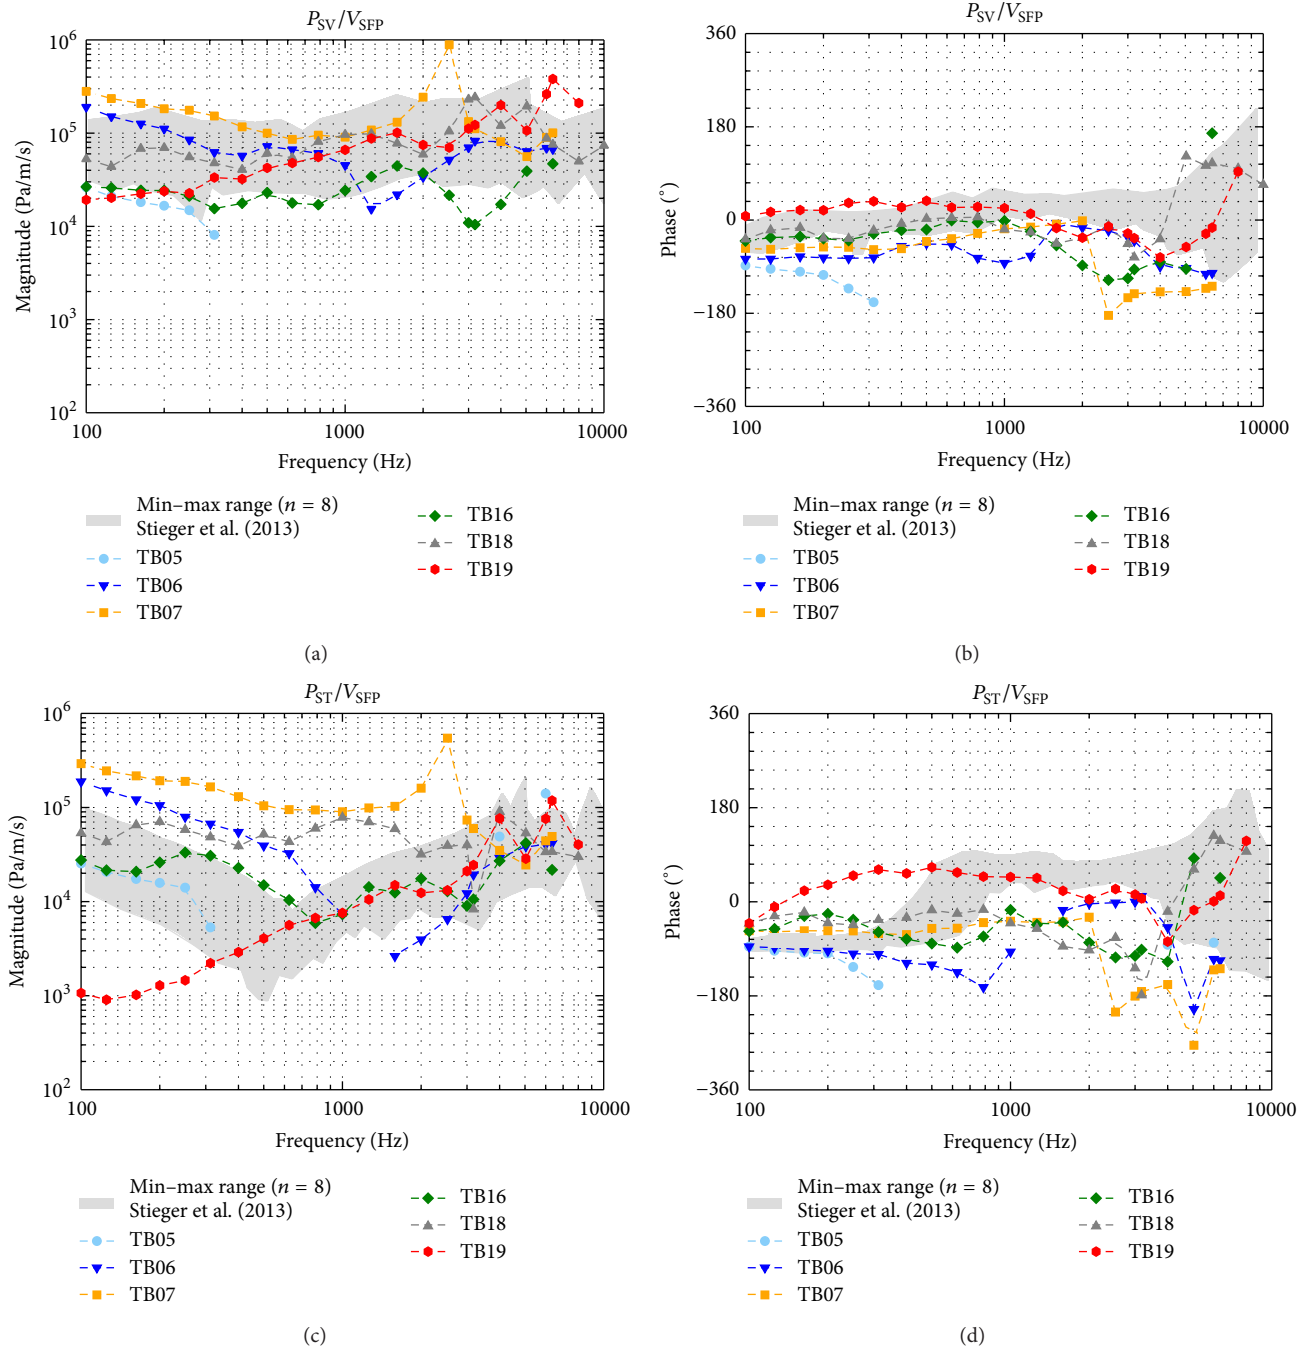 P_SV/V_SFP
Magnitude (Pa/m/s)
10^6
10^5
10^4
10^3
10^2
100
1000
10000
Frequency (Hz)
Min–max range (n = 8)
Stieger et al. (2013)
TB05
TB06
TB07
TB16
TB18
TB19
(a)
P_SV/V_SFP
Phase (°)
360
180
0
−180
−360
100
1000
10000
Frequency (Hz)
Min–max range (n = 8)
Stieger et al. (2013)
TB05
TB06
TB07
TB16
TB18
TB19
(b)
P_ST/V_SFP
Magnitude (Pa/m/s)
10^6
10^5
10^4
10^3
10^2
100
1000
10000
Frequency (Hz)
Min–max range (n = 8)
Stieger et al. (2013)
TB05
TB06
TB07
TB16
TB18
TB19
(c)
P_ST/V_SFP
Phase (°)
360
180
0
−180
−360
100
1000
10000
Frequency (Hz)
Min–max range (n = 8)
Stieger et al. (2013)
TB05
TB06
TB07
TB16
TB18
TB19
(d)